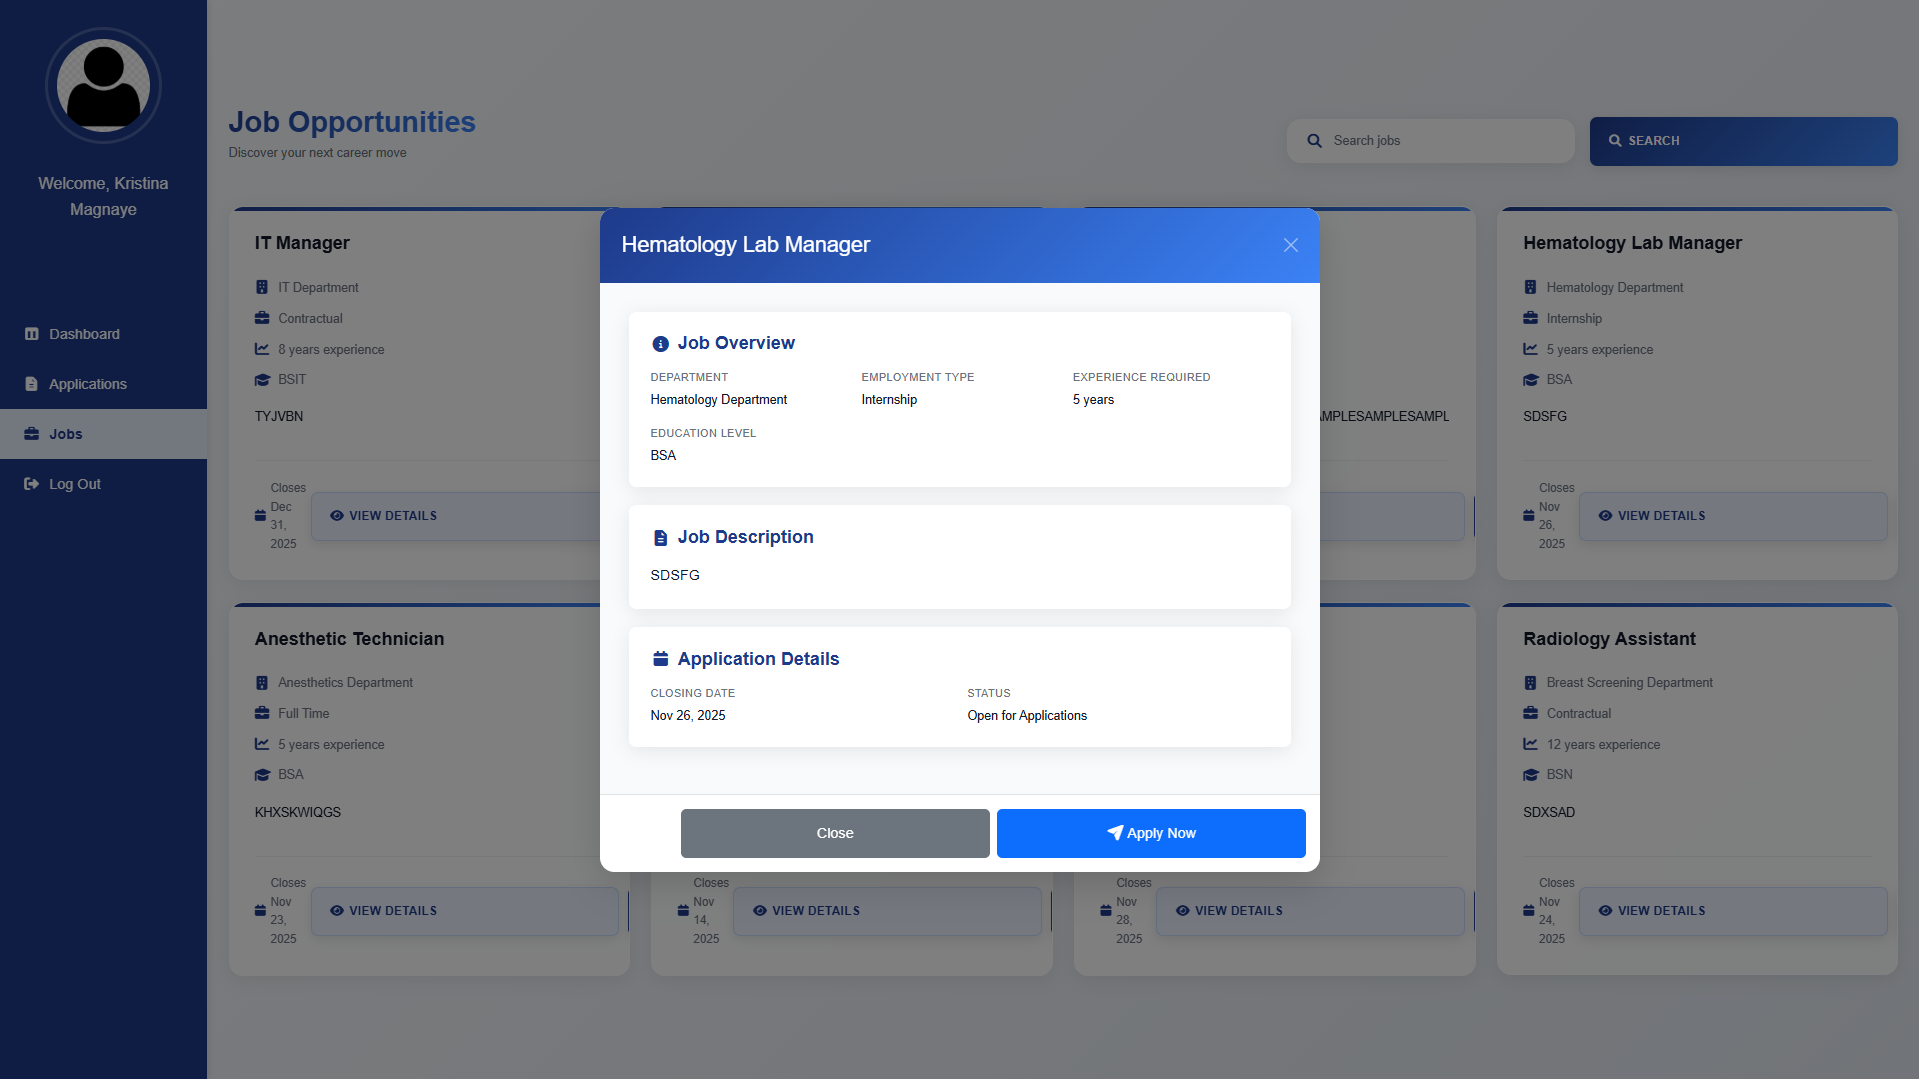 Welcome, Kristina
Magnaye
Dashboard
Applications
Jobs
Log Out
Job Opportunities
Discover your next career move
Search jobs
SEARCH
IT Manager
IT Department
Contractual
8 years experience
BSIT
TYJVBN
Closes
Dec
31,
2025
VIEW DETAILS
Hematology Lab Manager
Job Overview
DEPARTMENT
EMPLOYMENT TYPE
EXPERIENCE REQUIRED
Hematology Department
Internship
5 years
EDUCATION LEVEL
BSA
Job Description
SDSFG
Application Details
CLOSING DATE
STATUS
Nov 26, 2025
Open for Applications
Close
Apply Now
MPLESAMPLESAMPL
Hematology Lab Manager
Hematology Department
Internship
5 years experience
BSA
SDSFG
Closes
Nov
26,
2025
VIEW DETAILS
Anesthetic Technician
Anesthetics Department
Full Time
5 years experience
BSA
KHXSKWIQGS
Closes
Nov
23,
2025
VIEW DETAILS
Closes
Nov
14,
2025
VIEW DETAILS
Closes
Nov
28,
2025
VIEW DETAILS
Radiology Assistant
Breast Screening Department
Contractual
12 years experience
BSN
SDXSAD
Closes
Nov
24,
2025
VIEW DETAILS